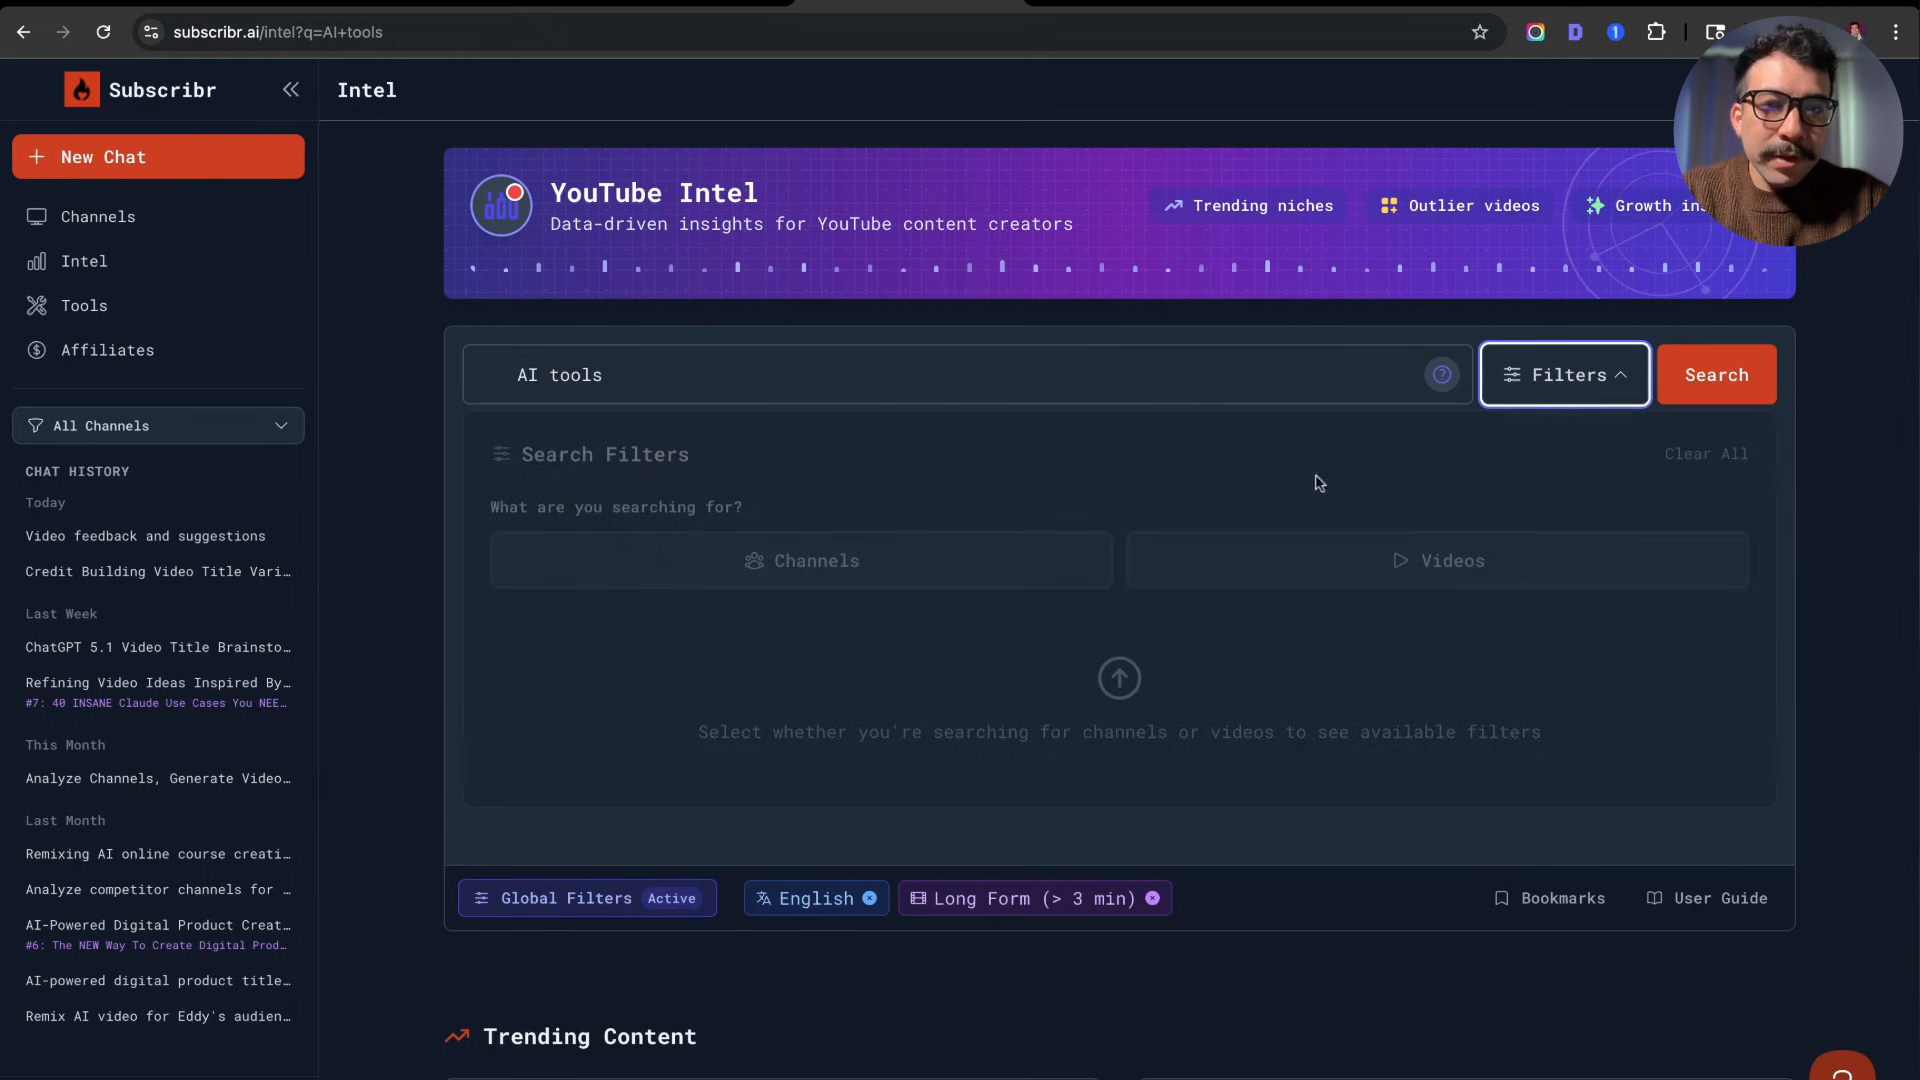 subscribr.ai/intel?q=AI+tools
Subscribr
Intel
New Chat
Channels
Intel
Tools
Affiliates
All Channels
CHAT HISTORY
Today
Video feedback and suggestions
Credit Building Video Title Vari…
Last Week
ChatGPT 5.1 Video Title Brainsto…
Refining Video Ideas Inspired By…
#7: 40 INSANE Claude Use Cases You NEE…
This Month
Analyze Channels, Generate Video…
Last Month
Remixing AI online course creati…
Analyze competitor channels for …
AI-Powered Digital Product Creat…
#6: The NEW Way To Create Digital Prod…
AI-powered digital product title…
Remix AI video for Eddy's audien…
YouTube Intel
Data-driven insights for YouTube content creators
Trending niches
Outlier videos
Growth
AI tools
Filters
Search
Search Filters
Clear All
What are you searching for?
Channels
Videos
Select whether you're searching for channels or videos to see available filters
Global Filters Active
English
Long Form (> 3 min)
Bookmarks
User Guide
Trending Content